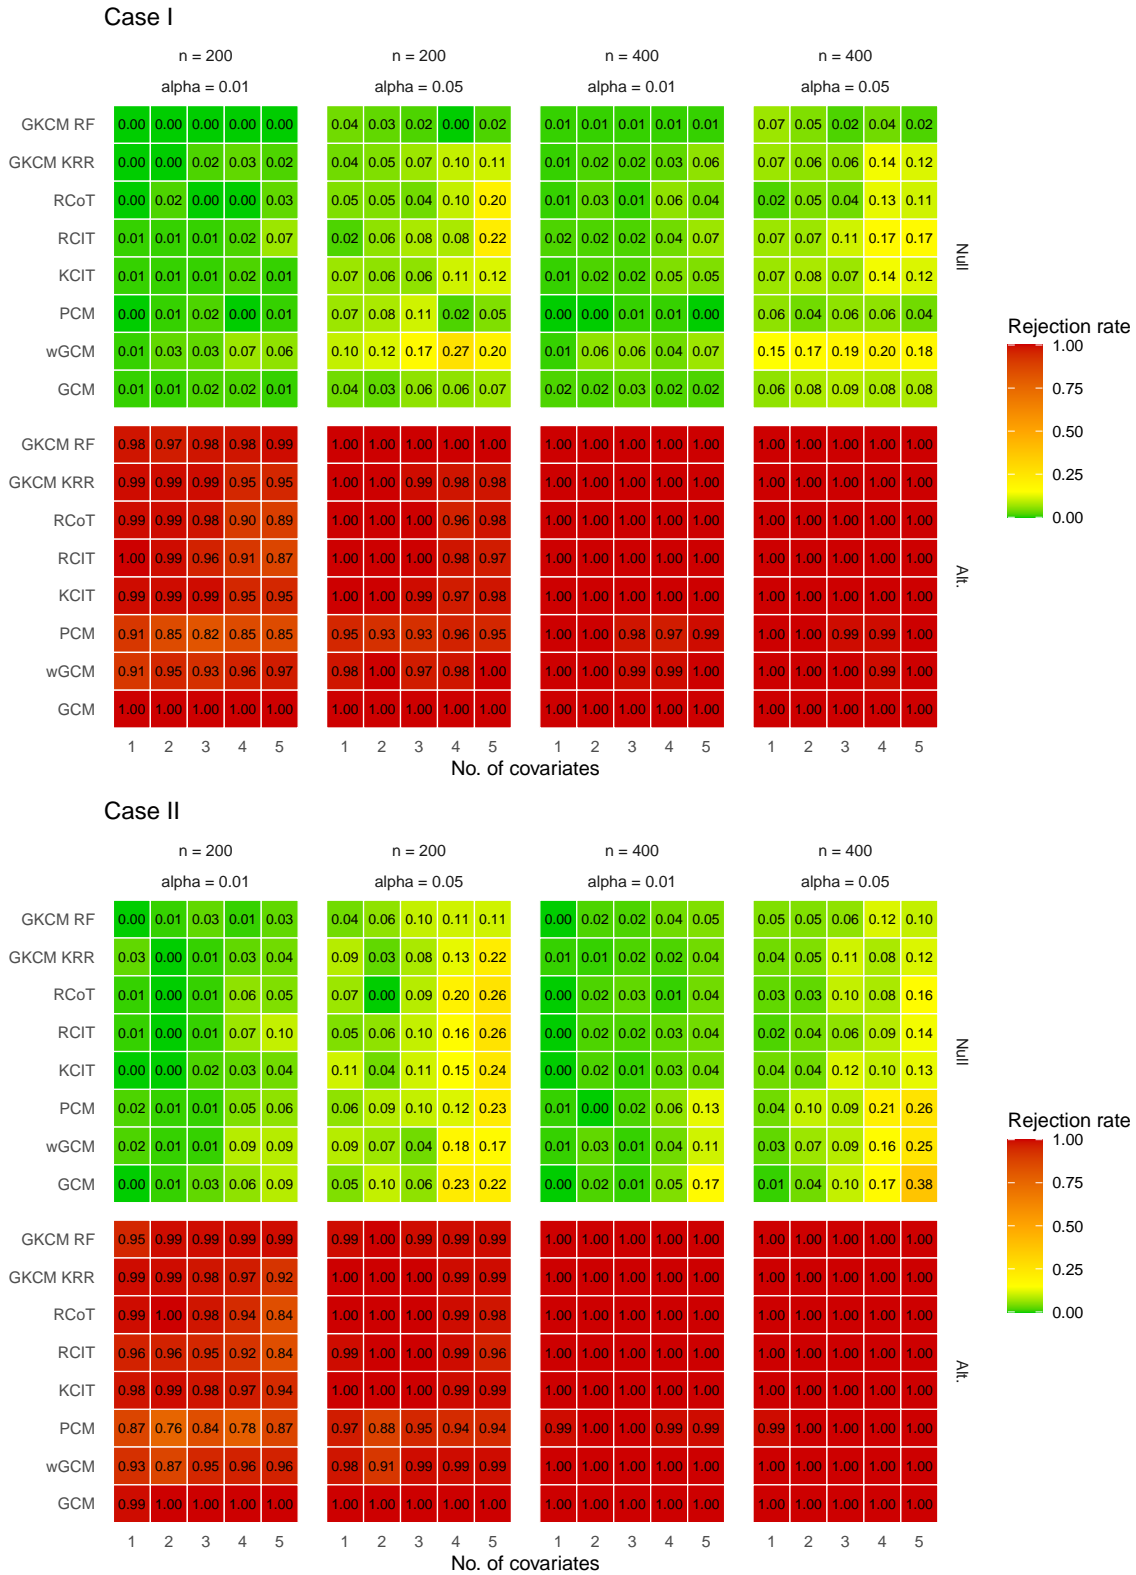 Case I
n = 200 n = 200 n = 400 n = 400
alpha = 0.01 alpha = 0.05 alpha = 0.01 alpha = 0.05
GKCM RF 0.00 0.00 0.00 0.00 0.00 0.04 0.03 0.02 0.00 0.02 0.01 0.01 0.01 0.01 0.01 0.07 0.05 0.02 0.04 0.02
GKCM KRR 0.00 0.00 0.02 0.03 0.02 0.04 0.05 0.07 0.10 0.11 0.01 0.02 0.02 0.03 0.06 0.07 0.06 0.06 0.14 0.12
RCoT 0.00 0.02 0.00 0.00 0.03 0.05 0.05 0.04 0.10 0.20 0.01 0.03 0.01 0.06 0.04 0.02 0.05 0.04 0.13 0.11
RCIT 0.01 0.01 0.01 0.02 0.07 0.02 0.06 0.08 0.08 0.22 0.02 0.02 0.02 0.04 0.07 0.07 0.07 0.11 0.17 0.17
Null
KCIT 0.01 0.01 0.01 0.02 0.01 0.07 0.06 0.06 0.11 0.12 0.01 0.02 0.02 0.05 0.05 0.07 0.08 0.07 0.14 0.12
PCM 0.00 0.01 0.02 0.00 0.01 0.07 0.08 0.11 0.02 0.05 0.00 0.00 0.01 0.01 0.00 0.06 0.04 0.06 0.06 0.04
wGCM 0.01 0.03 0.03 0.07 0.06 0.10 0.12 0.17 0.27 0.20 0.01 0.06 0.06 0.04 0.07 0.15 0.17 0.19 0.20 0.18
GCM 0.01 0.01 0.02 0.02 0.01 0.04 0.03 0.06 0.06 0.07 0.02 0.02 0.03 0.02 0.02 0.06 0.08 0.09 0.08 0.08
Rejection rate
1.00
0.75
0.50
0.25
0.00
GKCM RF 0.98 0.97 0.98 0.98 0.99 1.00 1.00 1.00 1.00 1.00 1.00 1.00 1.00 1.00 1.00 1.00 1.00 1.00 1.00 1.00
GKCM KRR 0.99 0.99 0.99 0.95 0.95 1.00 1.00 0.99 0.98 0.98 1.00 1.00 1.00 1.00 1.00 1.00 1.00 1.00 1.00 1.00
RCoT 0.99 0.99 0.98 0.90 0.89 1.00 1.00 1.00 0.96 0.98 1.00 1.00 1.00 1.00 1.00 1.00 1.00 1.00 1.00 1.00
RCIT 1.00 0.99 0.96 0.91 0.87 1.00 1.00 1.00 0.98 0.97 1.00 1.00 1.00 1.00 1.00 1.00 1.00 1.00 1.00 1.00
Alt.
KCIT 0.99 0.99 0.99 0.95 0.95 1.00 1.00 0.99 0.97 0.98 1.00 1.00 1.00 1.00 1.00 1.00 1.00 1.00 1.00 1.00
PCM 0.91 0.85 0.82 0.85 0.85 0.95 0.93 0.93 0.96 0.95 1.00 1.00 0.98 0.97 0.99 1.00 1.00 0.99 0.99 1.00
wGCM 0.91 0.95 0.93 0.96 0.97 0.98 1.00 0.97 0.98 1.00 1.00 1.00 0.99 0.99 1.00 1.00 1.00 1.00 0.99 1.00
GCM 1.00 1.00 1.00 1.00 1.00 1.00 1.00 1.00 1.00 1.00 1.00 1.00 1.00 1.00 1.00 1.00 1.00 1.00 1.00 1.00
1 2 3 4 5 1 2 3 4 5 1 2 3 4 5 1 2 3 4 5
No. of covariates
Case II
n = 200 n = 200 n = 400 n = 400
alpha = 0.01 alpha = 0.05 alpha = 0.01 alpha = 0.05
GKCM RF 0.00 0.01 0.03 0.01 0.03 0.04 0.06 0.10 0.11 0.11 0.00 0.02 0.02 0.04 0.05 0.05 0.05 0.06 0.12 0.10
GKCM KRR 0.03 0.00 0.01 0.03 0.04 0.09 0.03 0.08 0.13 0.22 0.01 0.01 0.02 0.02 0.04 0.04 0.05 0.11 0.08 0.12
RCoT 0.01 0.00 0.01 0.06 0.05 0.07 0.00 0.09 0.20 0.26 0.00 0.02 0.03 0.01 0.04 0.03 0.03 0.10 0.08 0.16
RCIT 0.01 0.00 0.01 0.07 0.10 0.05 0.06 0.10 0.16 0.26 0.00 0.02 0.02 0.03 0.04 0.02 0.04 0.06 0.09 0.14
Null
KCIT 0.00 0.00 0.02 0.03 0.04 0.11 0.04 0.11 0.15 0.24 0.00 0.02 0.01 0.03 0.04 0.04 0.04 0.12 0.10 0.13
PCM 0.02 0.01 0.01 0.05 0.06 0.06 0.09 0.10 0.12 0.23 0.01 0.00 0.02 0.06 0.13 0.04 0.10 0.09 0.21 0.26
wGCM 0.02 0.01 0.01 0.09 0.09 0.09 0.07 0.04 0.18 0.17 0.01 0.03 0.01 0.04 0.11 0.03 0.07 0.09 0.16 0.25
GCM 0.00 0.01 0.03 0.06 0.09 0.05 0.10 0.06 0.23 0.22 0.00 0.02 0.01 0.05 0.17 0.01 0.04 0.10 0.17 0.38
Rejection rate
1.00
0.75
0.50
0.25
0.00
GKCM RF 0.95 0.99 0.99 0.99 0.99 0.99 1.00 0.99 0.99 0.99 1.00 1.00 1.00 1.00 1.00 1.00 1.00 1.00 1.00 1.00
GKCM KRR 0.99 0.99 0.98 0.97 0.92 1.00 1.00 1.00 0.99 0.99 1.00 1.00 1.00 1.00 1.00 1.00 1.00 1.00 1.00 1.00
RCoT 0.99 1.00 0.98 0.94 0.84 1.00 1.00 1.00 0.99 0.98 1.00 1.00 1.00 1.00 1.00 1.00 1.00 1.00 1.00 1.00
RCIT 0.96 0.96 0.95 0.92 0.84 0.99 1.00 1.00 0.99 0.96 1.00 1.00 1.00 1.00 1.00 1.00 1.00 1.00 1.00 1.00
Alt.
KCIT 0.98 0.99 0.98 0.97 0.94 1.00 1.00 1.00 0.99 0.99 1.00 1.00 1.00 1.00 1.00 1.00 1.00 1.00 1.00 1.00
PCM 0.87 0.76 0.84 0.78 0.87 0.97 0.88 0.95 0.94 0.94 0.99 1.00 1.00 0.99 0.99 0.99 1.00 1.00 1.00 1.00
wGCM 0.93 0.87 0.95 0.96 0.96 0.98 0.91 0.99 0.99 0.99 1.00 1.00 1.00 1.00 1.00 1.00 1.00 1.00 1.00 1.00
GCM 0.99 1.00 1.00 1.00 1.00 1.00 1.00 1.00 1.00 1.00 1.00 1.00 1.00 1.00 1.00 1.00 1.00 1.00 1.00 1.00
1 2 3 4 5 1 2 3 4 5 1 2 3 4 5 1 2 3 4 5
No. of covariates